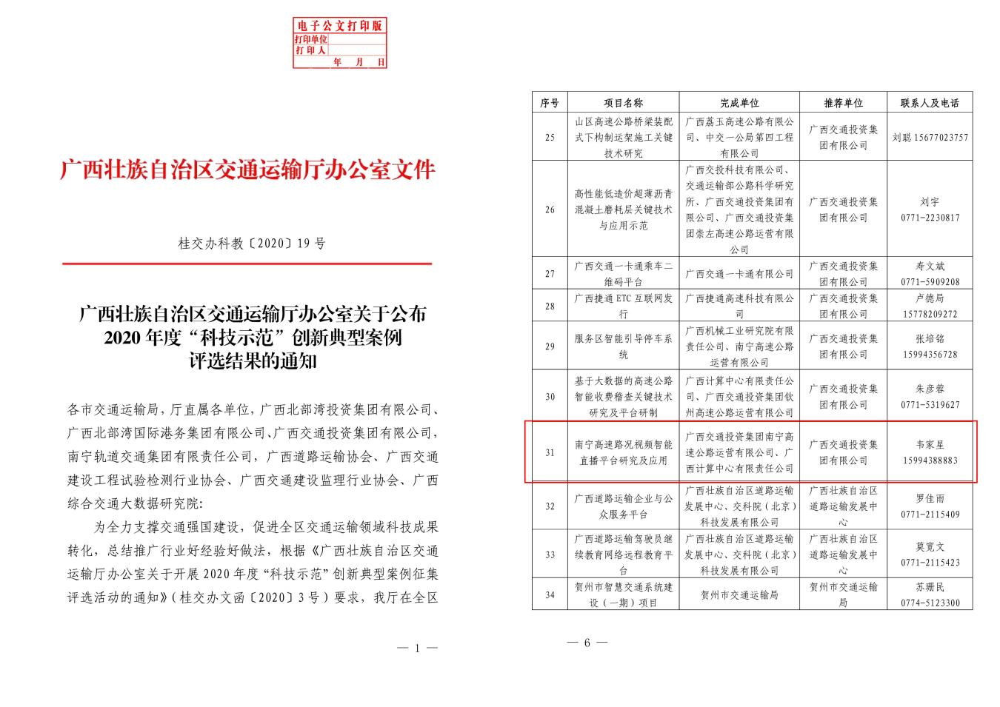 电子公文打印版
打印单位
打印人
年 月 日
广西壮族自治区交通运输厅办公室文件
桂交办科教〔2020〕19 号
广西壮族自治区交通运输厅办公室关于公布
2020 年度“科技示范”创新典型案例
评选结果的通知
各市交通运输局，厅直属各单位，广西北部湾投资集团有限公司、
广西北部湾国际港务集团有限公司、广西交通投资集团有限公司，
南宁轨道交通集团有限责任公司，广西道路运输协会、广西交通
建设工程试验检测行业协会、广西交通建设监理行业协会、广西
综合交通大数据研究院：
为全力支撑交通强国建设，促进全区交通运输领域科技成果
转化，总结推广行业好经验好做法，根据《广西壮族自治区交通
运输厅办公室关于开展 2020 年度“科技示范”创新典型案例征集
评选活动的通知》（桂交办文函〔2020〕3 号）要求，我厅在全区
— 1 —
序号 项目名称 完成单位 推荐单位 联系人及电话
25
山区高速公路桥梁装配
式下构制运架施工关键
技术研究
广西荔玉高速公路有限公
司、中交一公局第四工程
有限公司
广西交通投资集
团有限公司
刘聪 15677023757
26
高性能低造价超薄沥青
混凝土磨耗层关键技术
与应用示范
广西交投科技有限公司、
交通运输部公路科学研究
所、广西交通投资集团有
限公司、广西交通投资集
团崇左高速公路运营有限
公司
广西交通投资集
团有限公司
刘宇
0771-2230817
27
广西交通一卡通乘车二
维码平台
广西交通一卡通有限公司
广西交通投资集
团有限公司
寿文斌
0771-5909208
28
广西捷通 ETC 互联网发
行
广西捷通高速科技有限公
司
广西交通投资集
团有限公司
卢德局
15778209272
29
服务区智能引导停车系
统
广西机械工业研究院有限
责任公司、南宁高速公路
运营有限公司
广西交通投资集
团有限公司
张培铭
15994356728
30
基于大数据的高速公路
智能收费稽查关键技术
研究及平台研制
广西计算中心有限责任公
司、广西交通投资集团钦
州高速公路运营有限公司
广西交通投资集
团有限公司
朱彦蓉
0771-5319627
31
南宁高速路况视频智能
直播平台研究及应用
广西交通投资集团南宁高
速公路运营有限公司、广
西计算中心有限责任公司
广西交通投资集
团有限公司
韦家星
15994388883
32
广西道路运输企业与公
众服务平台
广西壮族自治区道路运输
发展中心、交科院（北京）
科技发展有限公司
广西壮族自治区
道路运输发展中
心
罗佳雨
0771-2115409
33
广西道路运输驾驶员继
续教育网络远程教育平
台
广西壮族自治区道路运输
发展中心、交科院（北京）
科技发展有限公司
广西壮族自治区
道路运输发展中
心
莫宽文
0771-2115423
34
贺州市智慧交通系统建
设（一期）项目
贺州市交通运输局
贺州市交通运输
局
苏珊民
0774-5123300
— 6 —